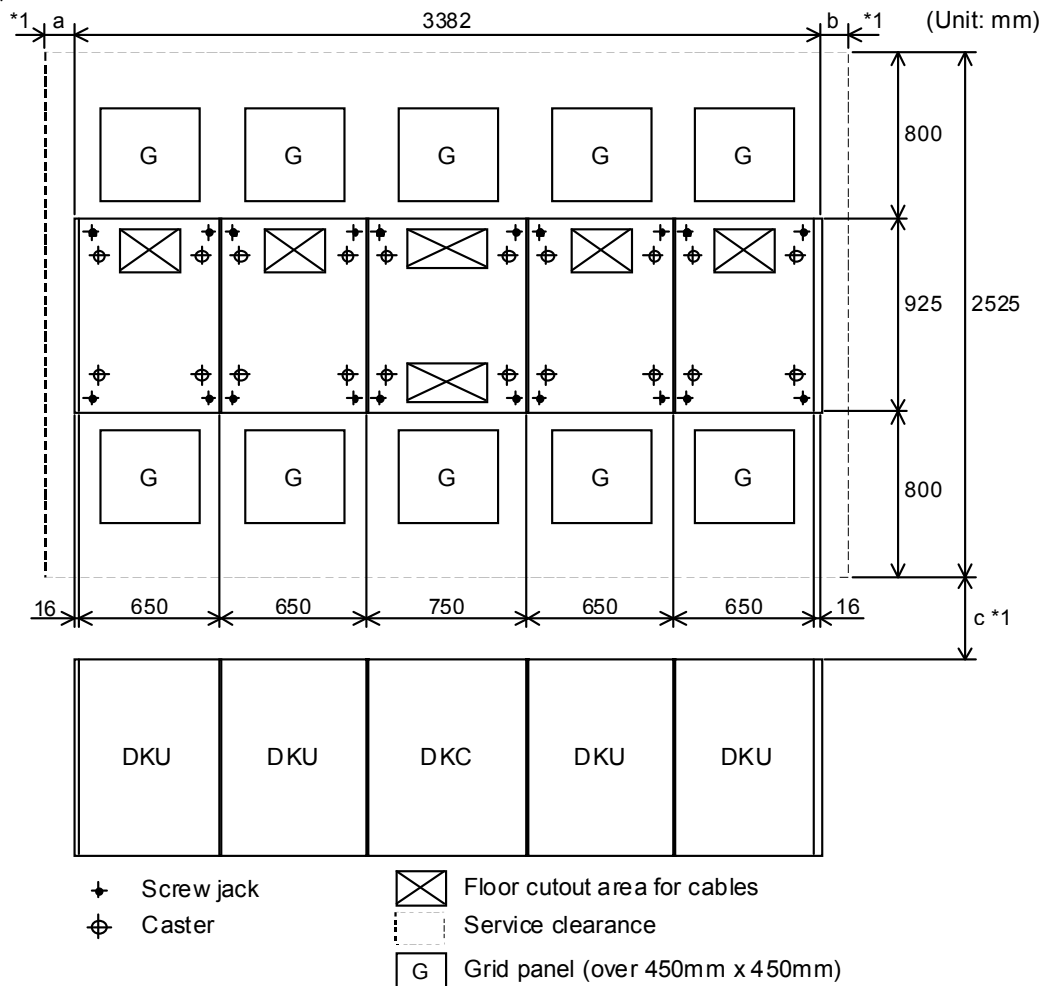 *1 a 3382 b *1 (Unit: mm)
800
G G G G G
925 2525
G G G G G
800
16 650 650 750 650 650 16
c *1
DKU DKU DKC DKU DKU
Screw jack Floor cutout area for cables
Caster Service clearance
G Grid panel (over 450mm x 450mm)